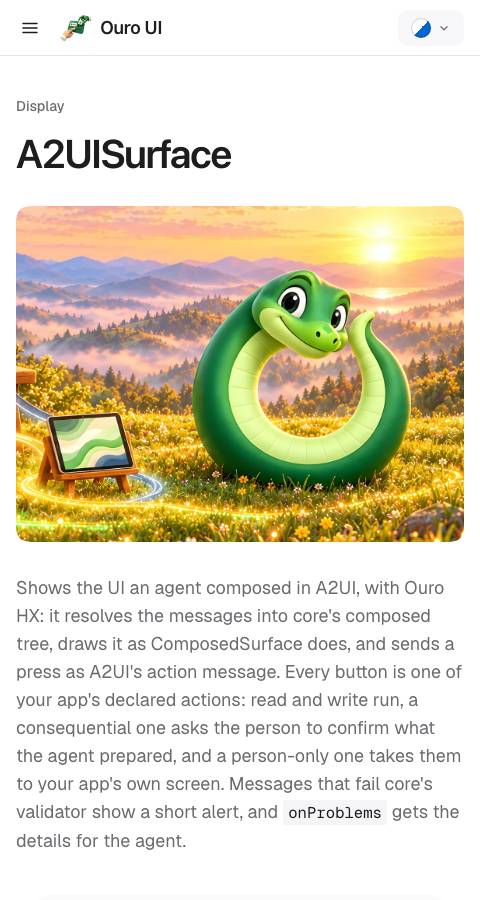 Ouro UI
Display
A2UISurface
Shows the UI an agent composed in A2UI, with Ouro
HX: it resolves the messages into core's composed
tree, draws it as ComposedSurface does, and sends a
press as A2UI's action message. Every button is one of
your app's declared actions: read and write run, a
consequential one asks the person to confirm what
the agent prepared, and a person-only one takes them
to your app's own screen. Messages that fail core's
validator show a short alert, and onProblems gets the
details for the agent.